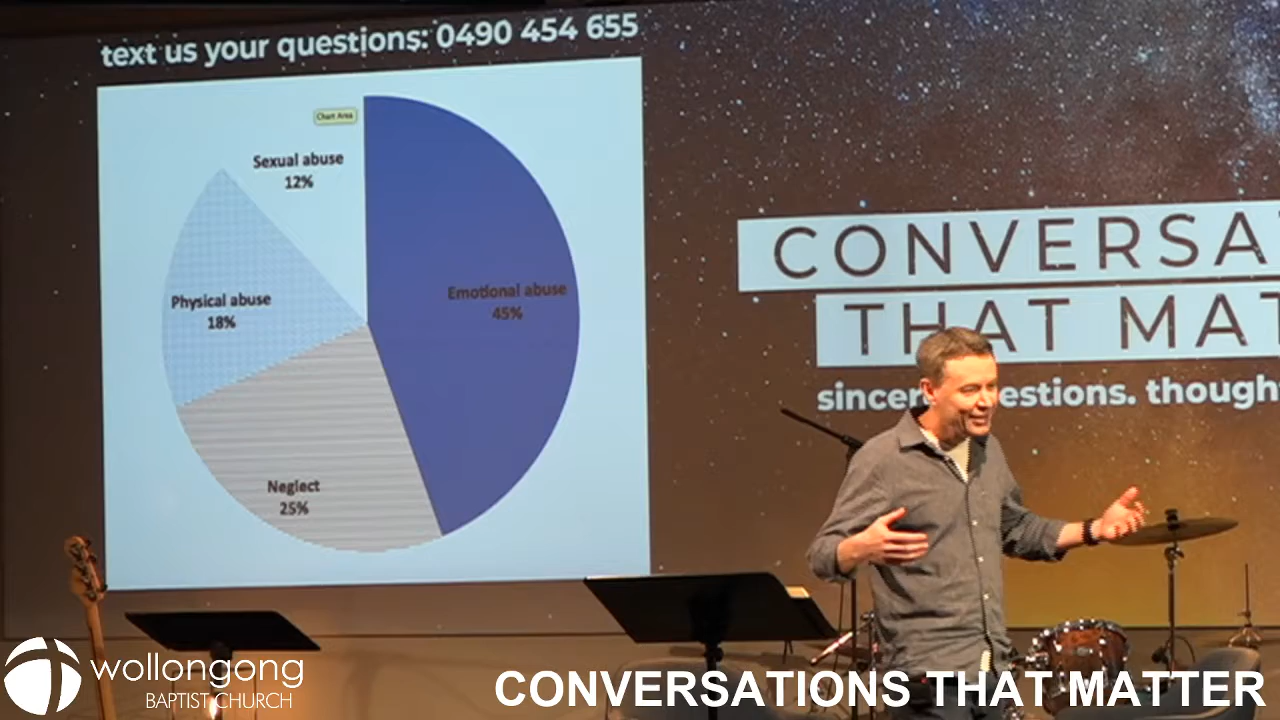 text us your questions: 0490 454 655
Chart Area
Sexual abuse
12%
Emotional abuse
45%
Physical abuse
18%
Neglect
25%
CONVERSA
THAT MAT
sincer estions. though
wollongong
BAPTIST CHURCH
CONVERSATIONS THAT MATTER